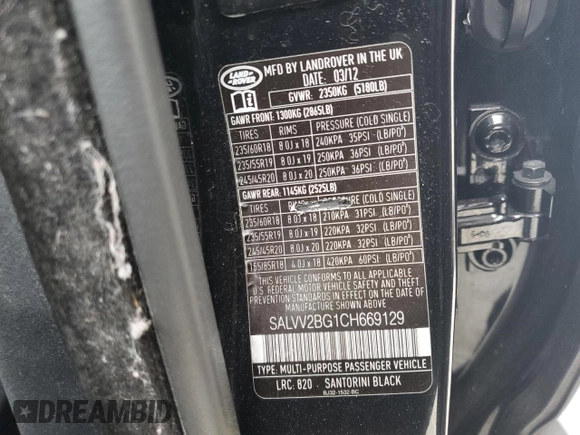 LAND ROVER
MFD BY LANDROVER IN THE UK
DATE: 03/12
GVWR: 2350KG (5180LB)
GAWR FRONT: 1300KG (2865LB)
TIRES RIMS PRESSURE (COLD SINGLE)
235/60R18 8.0J x 18 240KPA 35PSI (LB/PO²)
235/55R19 8.0J x 19 250KPA 36PSI (LB/PO²)
245/45R20 8.0J x 20 250KPA 36PSI (LB/PO²)
GAWR REAR: 1145KG (2525LB)
TIRES PRESSURE (COLD SINGLE)
235/60R18 8.0J x 18 210KPA 31PSI (LB/PO²)
235/55R19 8.0J x 19 220KPA 32PSI (LB/PO²)
245/45R20 8.0J x 20 220KPA 32PSI (LB/PO²)
155/85R18 4.0J x 18 420KPA 60PSI (LB/PO²)
THIS VEHICLE CONFORMS TO ALL APPLICABLE
U.S. FEDERAL MOTOR VEHICLE SAFETY AND THEFT
PREVENTION STANDARDS IN EFFECT ON THE DATE OF
MANUFACTURE SHOWN ABOVE
SALVV2BG1CH669129
TYPE: MULTI-PURPOSE PASSENGER VEHICLE
LRC: 820 SANTORINI BLACK
BJ32-1532-BC
DREAMBID